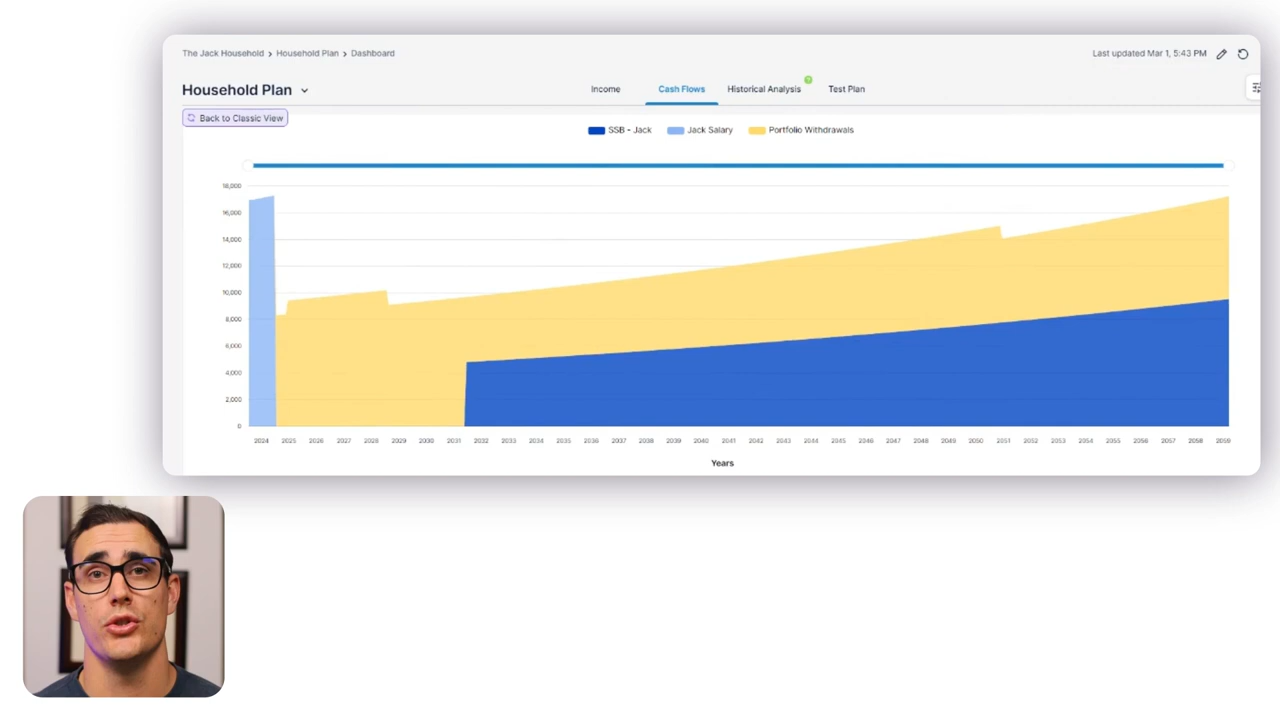 The Jack Household > Household Plan > Dashboard
Last updated Mar 1, 5:43 PM
Household Plan
Income
Cash Flows
Historical Analysis
?
Test Plan
Back to Classic View
SSB - Jack
Jack Salary
Portfolio Withdrawals
18,000
16,000
14,000
12,000
10,000
8,000
6,000
4,000
2,000
0
2024 2025 2026 2027 2028 2029 2030 2031 2032 2033 2034 2035 2036 2037 2038 2039 2040 2041 2042 2043 2044 2045 2046 2047 2048 2049 2050 2051 2052 2053 2054 2055 2056 2057 2058 2059
Years